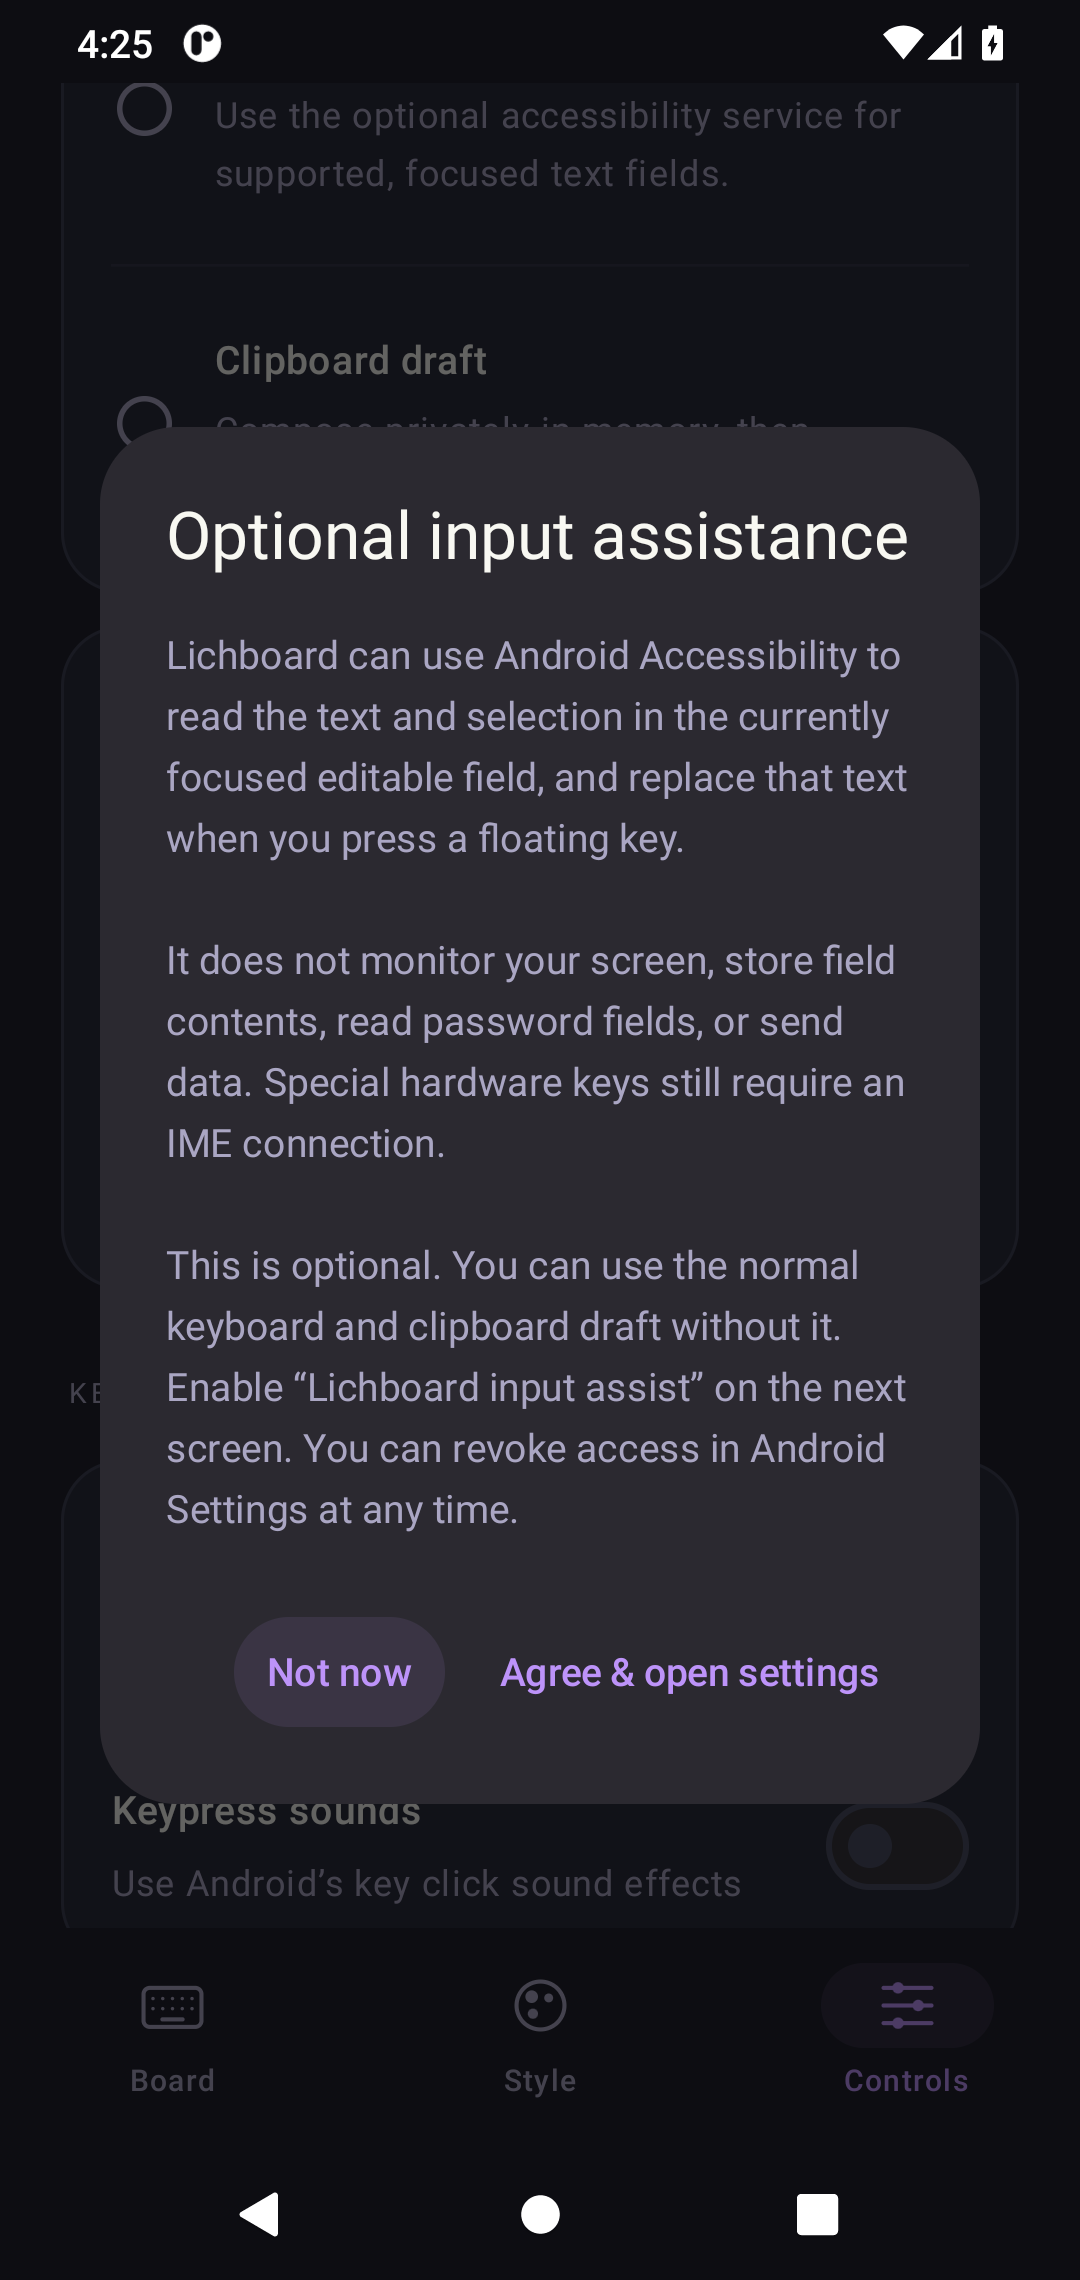 4:25
Use the optional accessibility service for
supported, focused text fields.
Clipboard draft
Compose privately in memory, then
Optional input assistance
Lichboard can use Android Accessibility to
read the text and selection in the currently
focused editable field, and replace that text
when you press a floating key.
It does not monitor your screen, store field
contents, read password fields, or send
data. Special hardware keys still require an
IME connection.
This is optional. You can use the normal
keyboard and clipboard draft without it.
Enable “Lichboard input assist” on the next
screen. You can revoke access in Android
Settings at any time.
KE
Not now
Agree & open settings
Keypress sounds
Use Android’s key click sound effects
Board
Style
Controls